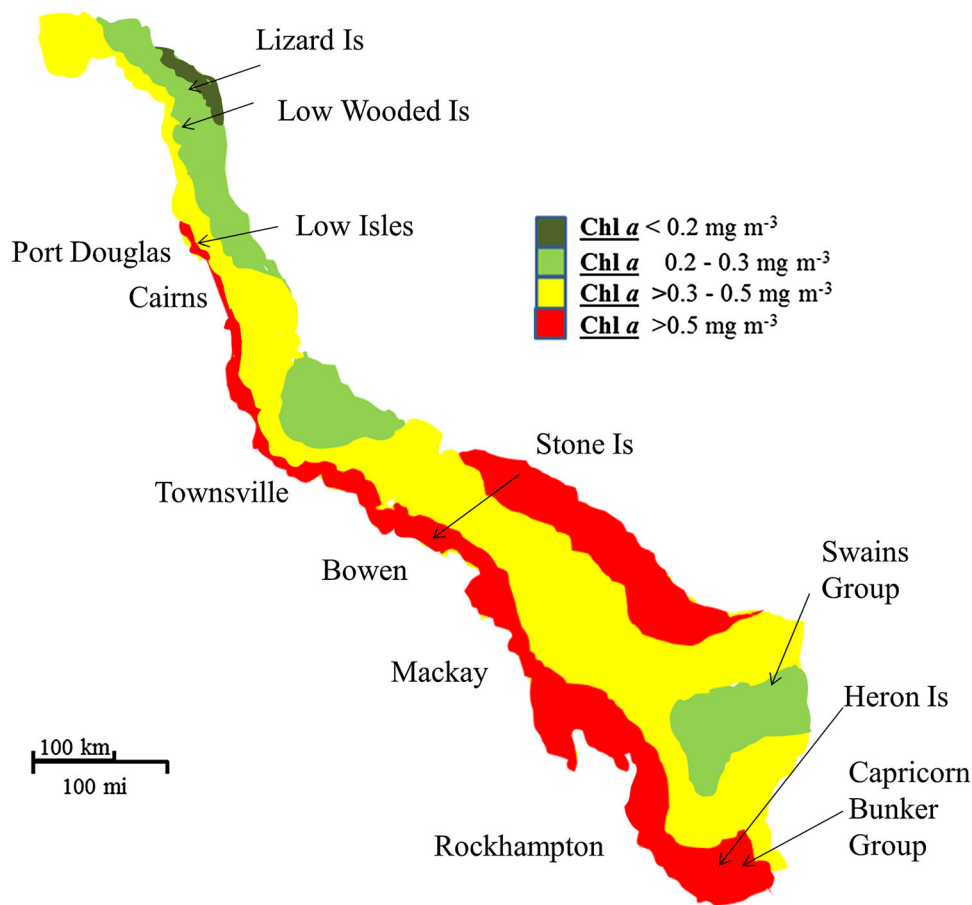 Lizard Is
Low Wooded Is
Low Isles
Port Douglas
Cairns
Chl a < 0.2 mg m-3
Chl a 0.2 - 0.3 mg m-3
Chl a >0.3 - 0.5 mg m-3
Chl a >0.5 mg m-3
Stone Is
Townsville
Bowen
Swains
Group
Mackay
Heron Is
100 km
100 mi
Capricorn
Bunker
Group
Rockhampton